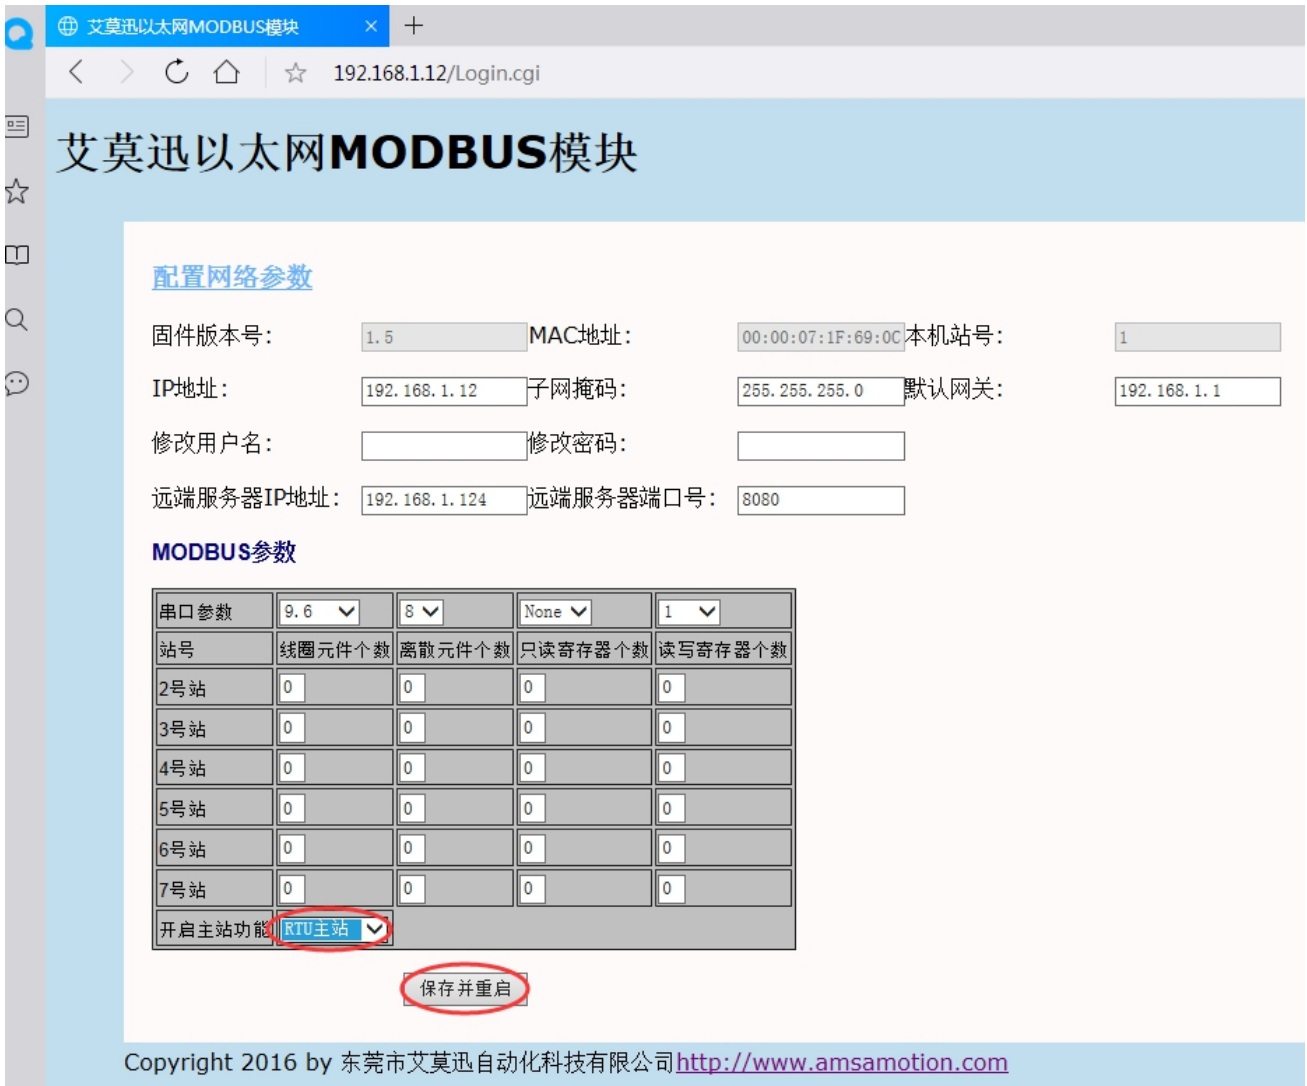 艾莫迅以太网MODBUS模块
192.168.1.12/Login.cgi
艾莫迅以太网MODBUS模块
配置网络参数
固件版本号: 1.5 MAC地址: 00:00:07:1F:69:0C 本机站号: 1
IP地址: 192.168.1.12 子网掩码: 255.255.255.0 默认网关: 192.168.1.1
修改用户名: 修改密码:
远端服务器IP地址: 192.168.1.124 远端服务器端口号: 8080
MODBUS参数
串口参数 9.6 8 None 1
站号 线圈元件个数 离散元件个数 只读寄存器个数 读写寄存器个数
2号站 0 0 0 0
3号站 0 0 0 0
4号站 0 0 0 0
5号站 0 0 0 0
6号站 0 0 0 0
7号站 0 0 0 0
开启主站功能 RTU主站
保存并重启
Copyright 2016 by 东莞市艾莫迅自动化科技有限公司http://www.amsamotion.com